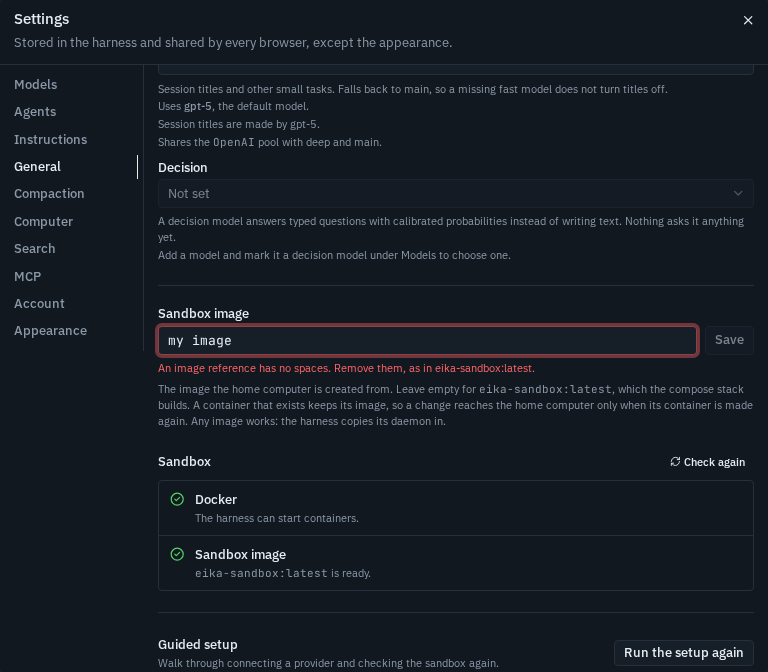 Settings
Stored in the harness and shared by every browser, except the appearance.
Models
Agents
Instructions
General
Compaction
Computer
Search
MCP
Account
Appearance
Session titles and other small tasks. Falls back to main, so a missing fast model does not turn titles off.
Uses gpt-5, the default model.
Session titles are made by gpt-5.
Shares the OpenAI pool with deep and main.
Decision
Not set
A decision model answers typed questions with calibrated probabilities instead of writing text. Nothing asks it anything
yet.
Add a model and mark it a decision model under Models to choose one.
Sandbox image
my image
Save
An image reference has no spaces. Remove them, as in eika-sandbox:latest.
The image the home computer is created from. Leave empty for eika-sandbox:latest, which the compose stack
builds. A container that exists keeps its image, so a change reaches the home computer only when its container is made
again. Any image works: the harness copies its daemon in.
Sandbox
Check again
Docker
The harness can start containers.
Sandbox image
eika-sandbox:latest is ready.
Guided setup
Walk through connecting a provider and checking the sandbox again.
Run the setup again